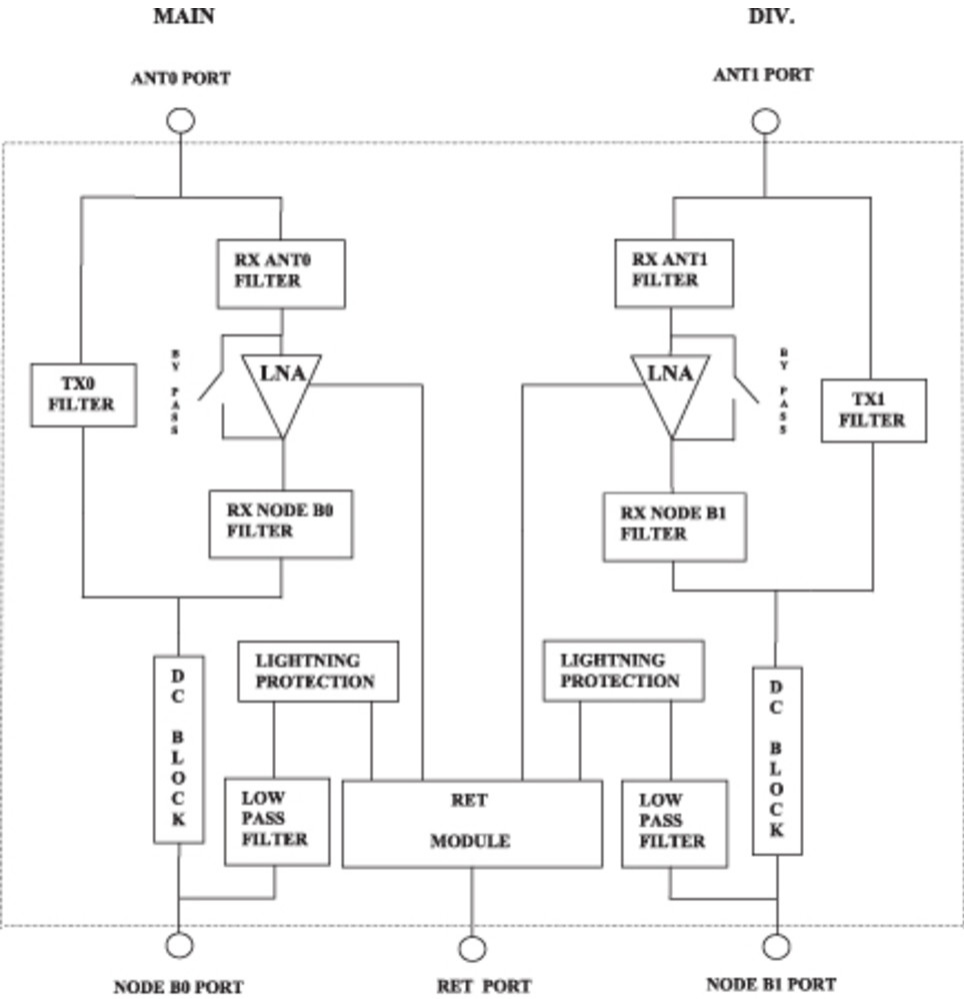 MAIN
DIV.
ANT0 PORT
ANT1 PORT
RX ANT0
FILTER
RX ANT1
FILTER
BY PASS
LNA
LNA
BY PASS
TX0
FILTER
TX1
FILTER
RX NODE B0
FILTER
RX NODE B1
FILTER
DC BLOCK
LIGHTNING
PROTECTION
LIGHTNING
PROTECTION
DC BLOCK
LOW
PASS
FILTER
RET
MODULE
LOW
PASS
FILTER
NODE B0 PORT
RET PORT
NODE B1 PORT